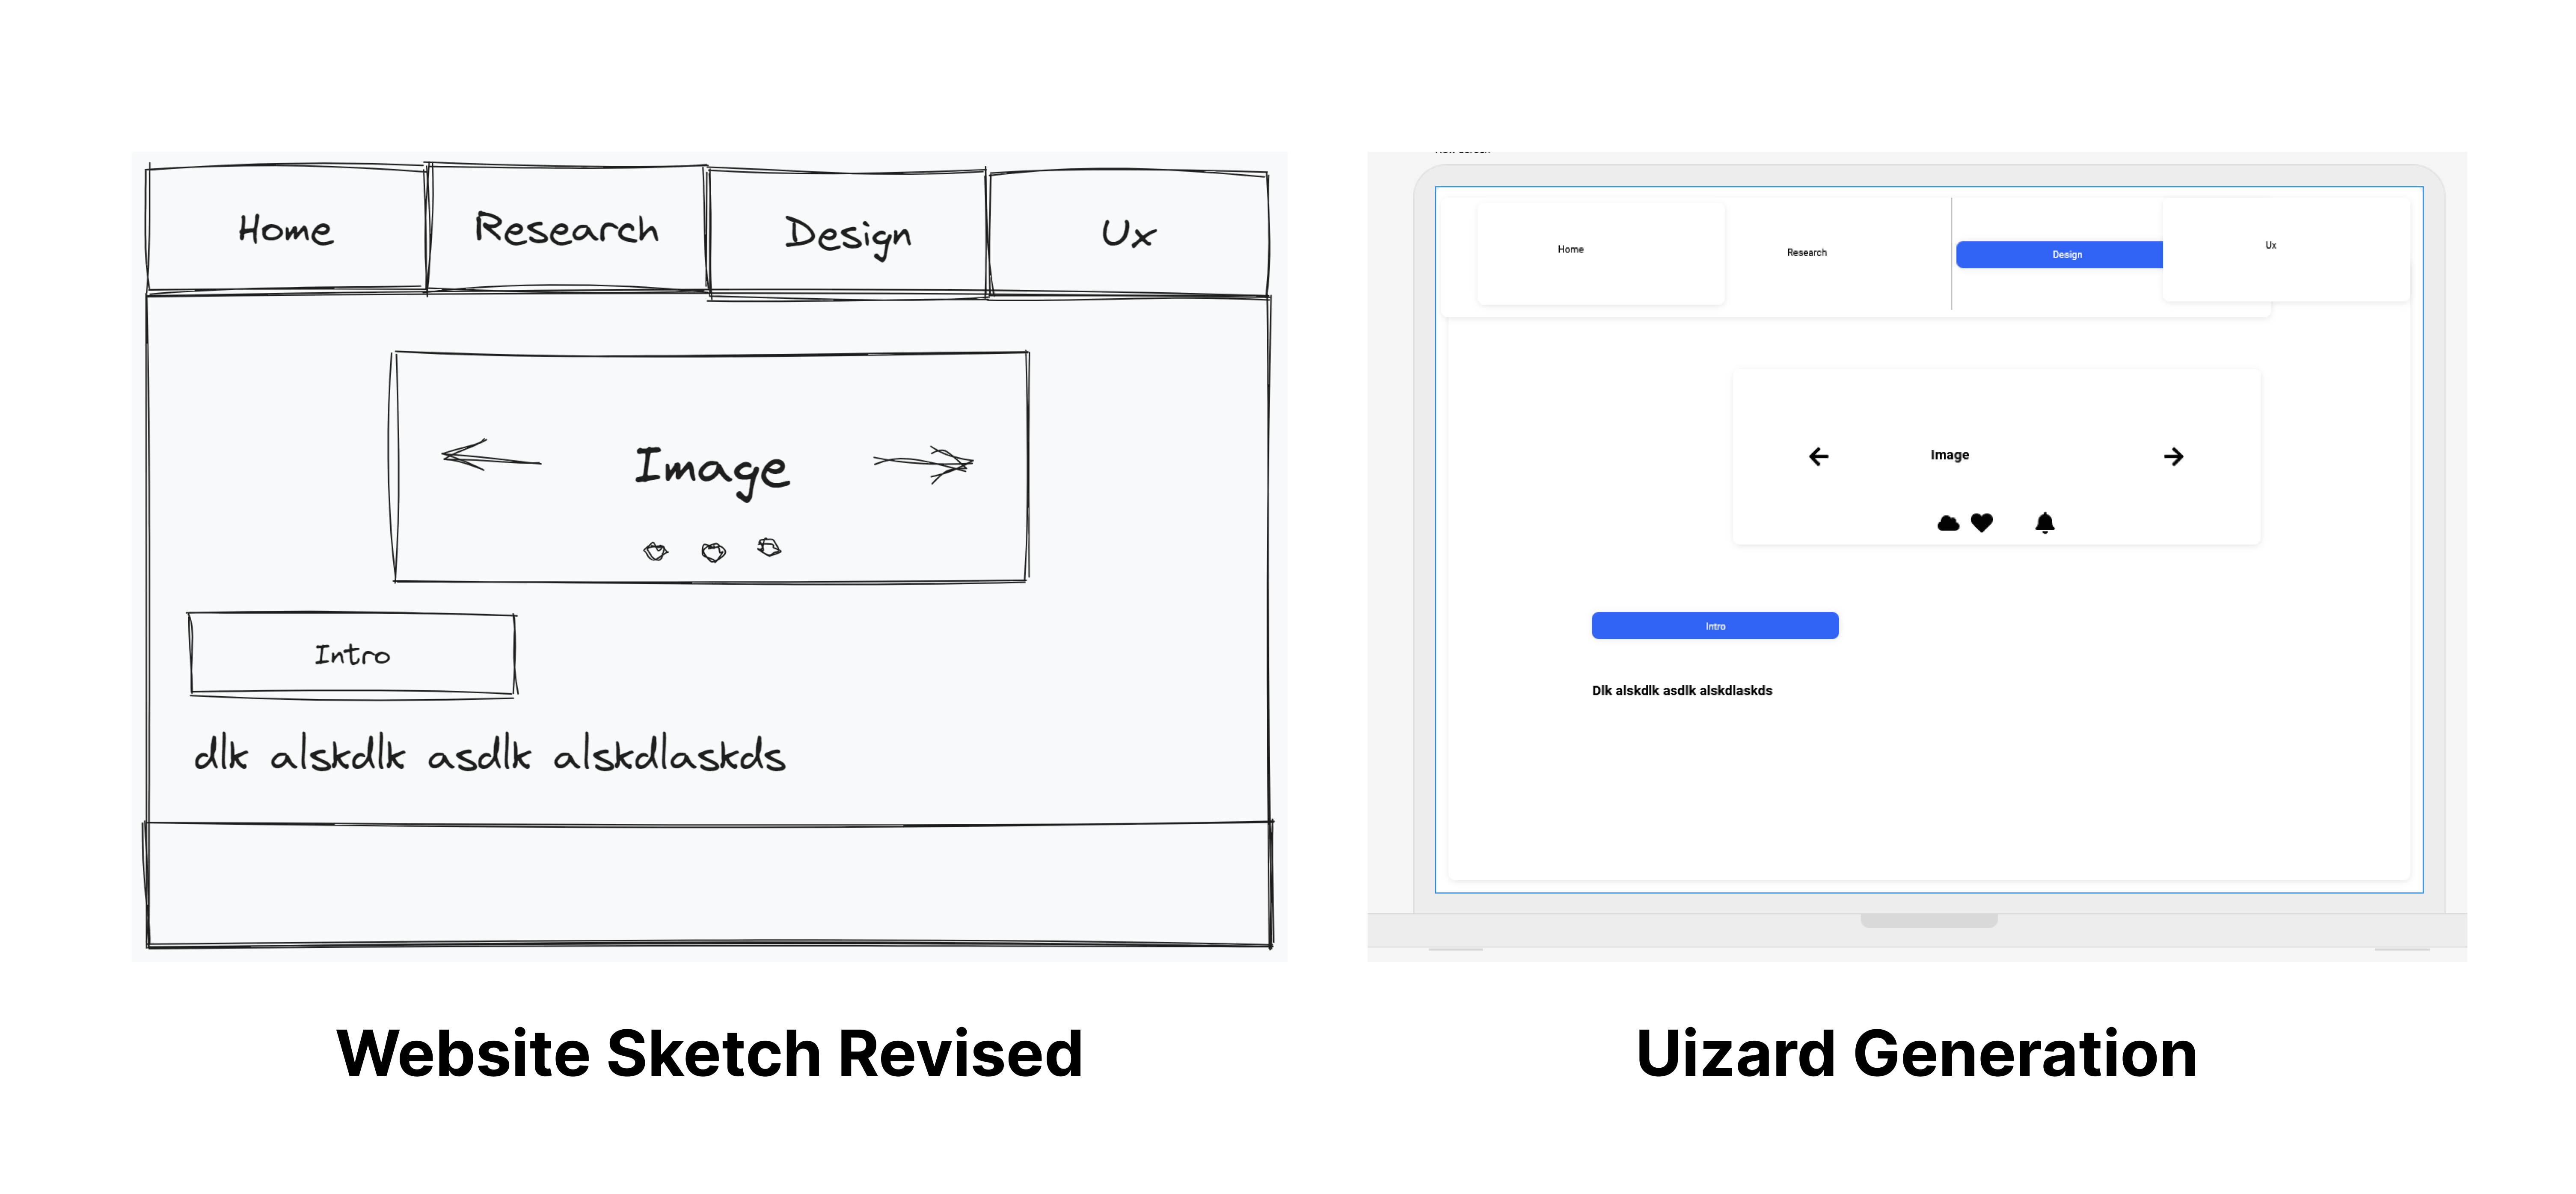 Home Research Design Ux
Image
Intro
dlk alskdlk asdlk alskdlaskds
Website Sketch Revised
Home Research Design Ux
Image
Intro
Dlk alskdlk asdlk alskdlaskds
Uizard Generation